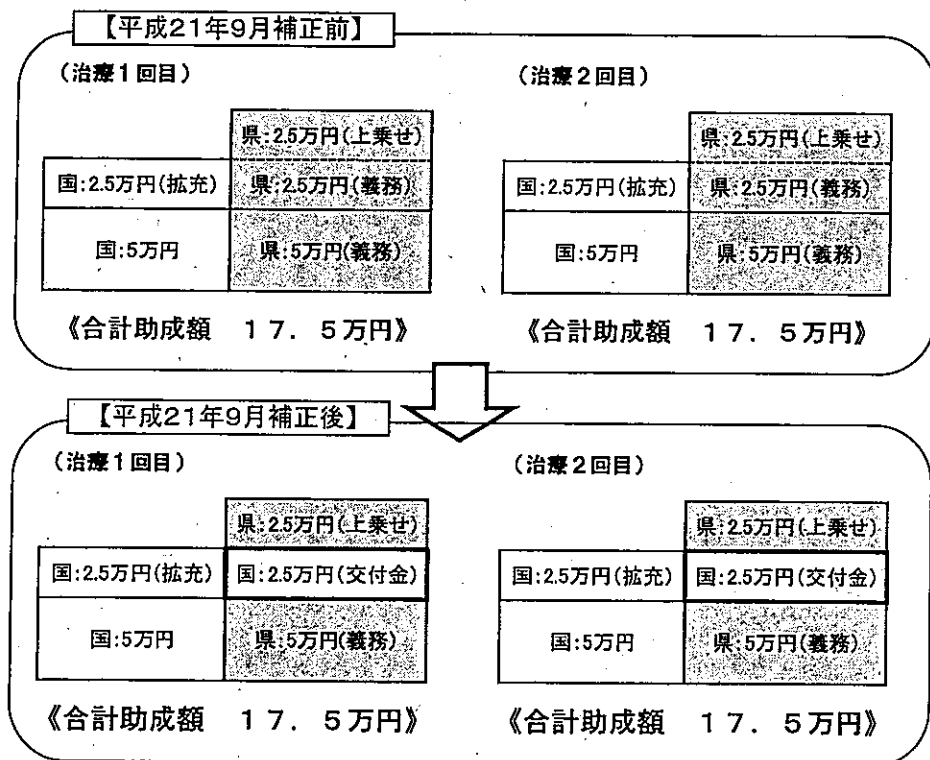 【平成21年9月補正前】
(治療1回目)
県:2.5万円(上乗せ)
国:2.5万円(拡充) 県:2.5万円(義務)
国:5万円 県:5万円(義務)
《合計助成額 17.5万円》
(治療2回目)
県:2.5万円(上乗せ)
国:2.5万円(拡充) 県:2.5万円(義務)
国:5万円 県:5万円(義務)
《合計助成額 17.5万円》
【平成21年9月補正後】
(治療1回目)
県:2.5万円(上乗せ)
国:2.5万円(拡充) 国:2.5万円(交付金)
国:5万円 県:5万円(義務)
《合計助成額 17.5万円》
(治療2回目)
県:2.5万円(上乗せ)
国:2.5万円(拡充) 国:2.5万円(交付金)
国:5万円 県:5万円(義務)
《合計助成額 17.5万円》